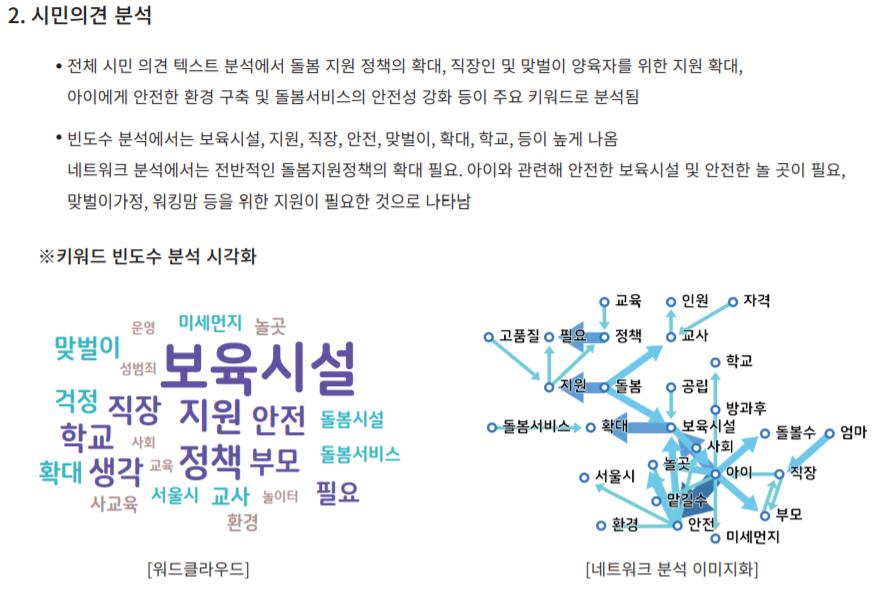 2. 시민의견 분석
• 전체 시민 의견 텍스트 분석에서 돌봄 지원 정책의 확대, 직장인 및 맞벌이 양육자를 위한 지원 확대,
아이에게 안전한 환경 구축 및 돌봄서비스의 안전성 강화 등이 주요 키워드로 분석됨
• 빈도수 분석에서는 보육시설, 지원, 직장, 안전, 맞벌이, 확대, 학교, 등이 높게 나옴
네트워크 분석에서는 전반적인 돌봄지원정책의 확대 필요. 아이와 관련해 안전한 보육시설 및 안전한 놀 곳이 필요,
맞벌이가정, 워킹맘 등을 위한 지원이 필요한 것으로 나타남
※키워드 빈도수 분석 시각화
운영 미세먼지 놀곳
맞벌이
성범죄 보육시설
걱정 직장 지원 안전 돌봄시설
학교 사회
확대 생각 교육 정책 부모 돌봄서비스
사교육 서울시 교사 놀이터 필요
환경
[워드클라우드]
교육 인원 자격
고품질 필요 정책 교사
학교
지원 돌봄 공립
방과후
돌봄서비스 확대 보육시설 돌볼수 엄마
사회
놀곳
서울시 아이 직장
맡길수
환경 안전 부모
미세먼지
[네트워크 분석 이미지화]